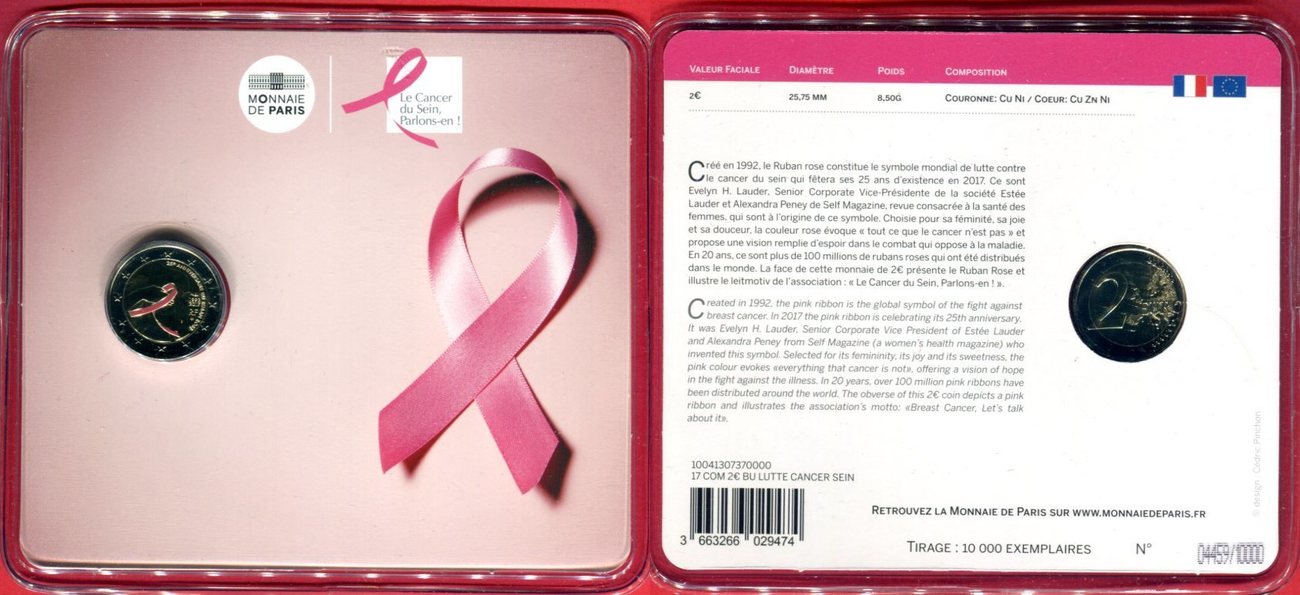 MONNAIE
DE PARIS
Le Cancer
du Sein,
Parlons-en !
VALEUR FACIALE DIAMÈTRE POIDS COMPOSITION
2€ 25,75 MM 8,50G COURONNE: CU NI / COEUR: CU ZN NI
Créé en 1992, le Ruban rose constitue le symbole mondial de lutte contre
le cancer du sein qui fêtera ses 25 ans d'existence en 2017. Ce sont
Evelyn H. Lauder, Senior Corporate Vice-Présidente de la société Estée
Lauder et Alexandra Peney de Self Magazine, revue consacrée à la santé des
femmes, qui sont à l'origine de ce symbole. Choisie pour sa féminité, sa joie
et sa douceur, la couleur rose évoque « tout ce que le cancer n'est pas » et
propose une vision remplie d'espoir dans le combat qui oppose à la maladie.
En 20 ans, ce sont plus de 100 millions de rubans roses qui ont été distribués
dans le monde. La face de cette monnaie de 2€ présente le Ruban Rose et
illustre le leitmotiv de l'association : « Le Cancer du Sein, Parlons-en ! ».
Created in 1992, the pink ribbon is the global symbol of the fight against
breast cancer. In 2017 the pink ribbon is celebrating its 25th anniversary.
It was Evelyn H. Lauder, Senior Corporate Vice President of Estée Lauder
and Alexandra Peney from Self Magazine (a women's health magazine) who
invented this symbol. Selected for its femininity, its joy and its sweetness, the
pink colour evokes «everything that cancer is not», offering a vision of hope
in the fight against the illness. In 20 years, over 100 million pink ribbons have
been distributed around the world. The obverse of this 2€ coin depicts a pink
ribbon and illustrates the association's motto: «Breast Cancer, Let's talk
about it».
2
10041307370000
17 COM 2€ BU LUTTE CANCER SEIN
3 663266 029474
RETROUVEZ LA MONNAIE DE PARIS SUR WWW.MONNAIEDEPARIS.FR
TIRAGE : 10 000 EXEMPLAIRES N° 04459/10000
© design : Cédric Pinchon